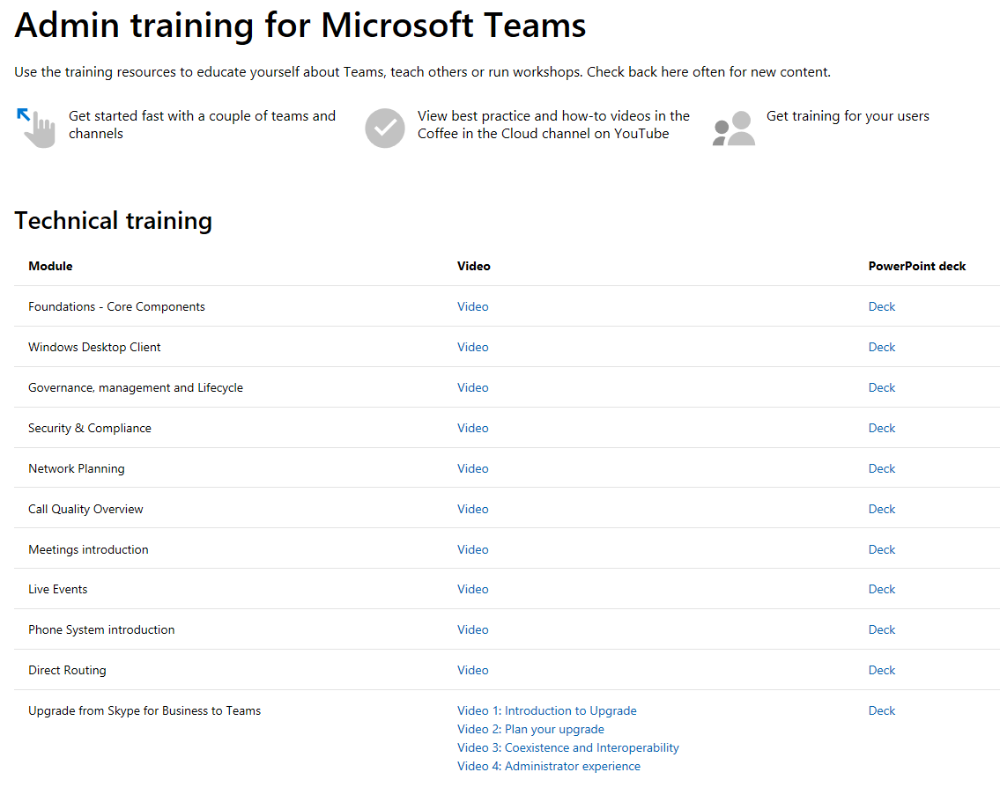 Admin training for Microsoft Teams
Use the training resources to educate yourself about Teams, teach others or run workshops. Check back here often for new content.
Get started fast with a couple of teams and
channels
View best practice and how-to videos in the
Coffee in the Cloud channel on YouTube
Get training for your users
Technical training
Module Video PowerPoint deck
Foundations - Core Components Video Deck
Windows Desktop Client Video Deck
Governance, management and Lifecycle Video Deck
Security & Compliance Video Deck
Network Planning Video Deck
Call Quality Overview Video Deck
Meetings introduction Video Deck
Live Events Video Deck
Phone System introduction Video Deck
Direct Routing Video Deck
Upgrade from Skype for Business to Teams Video 1: Introduction to Upgrade Deck
Video 2: Plan your upgrade
Video 3: Coexistence and Interoperability
Video 4: Administrator experience